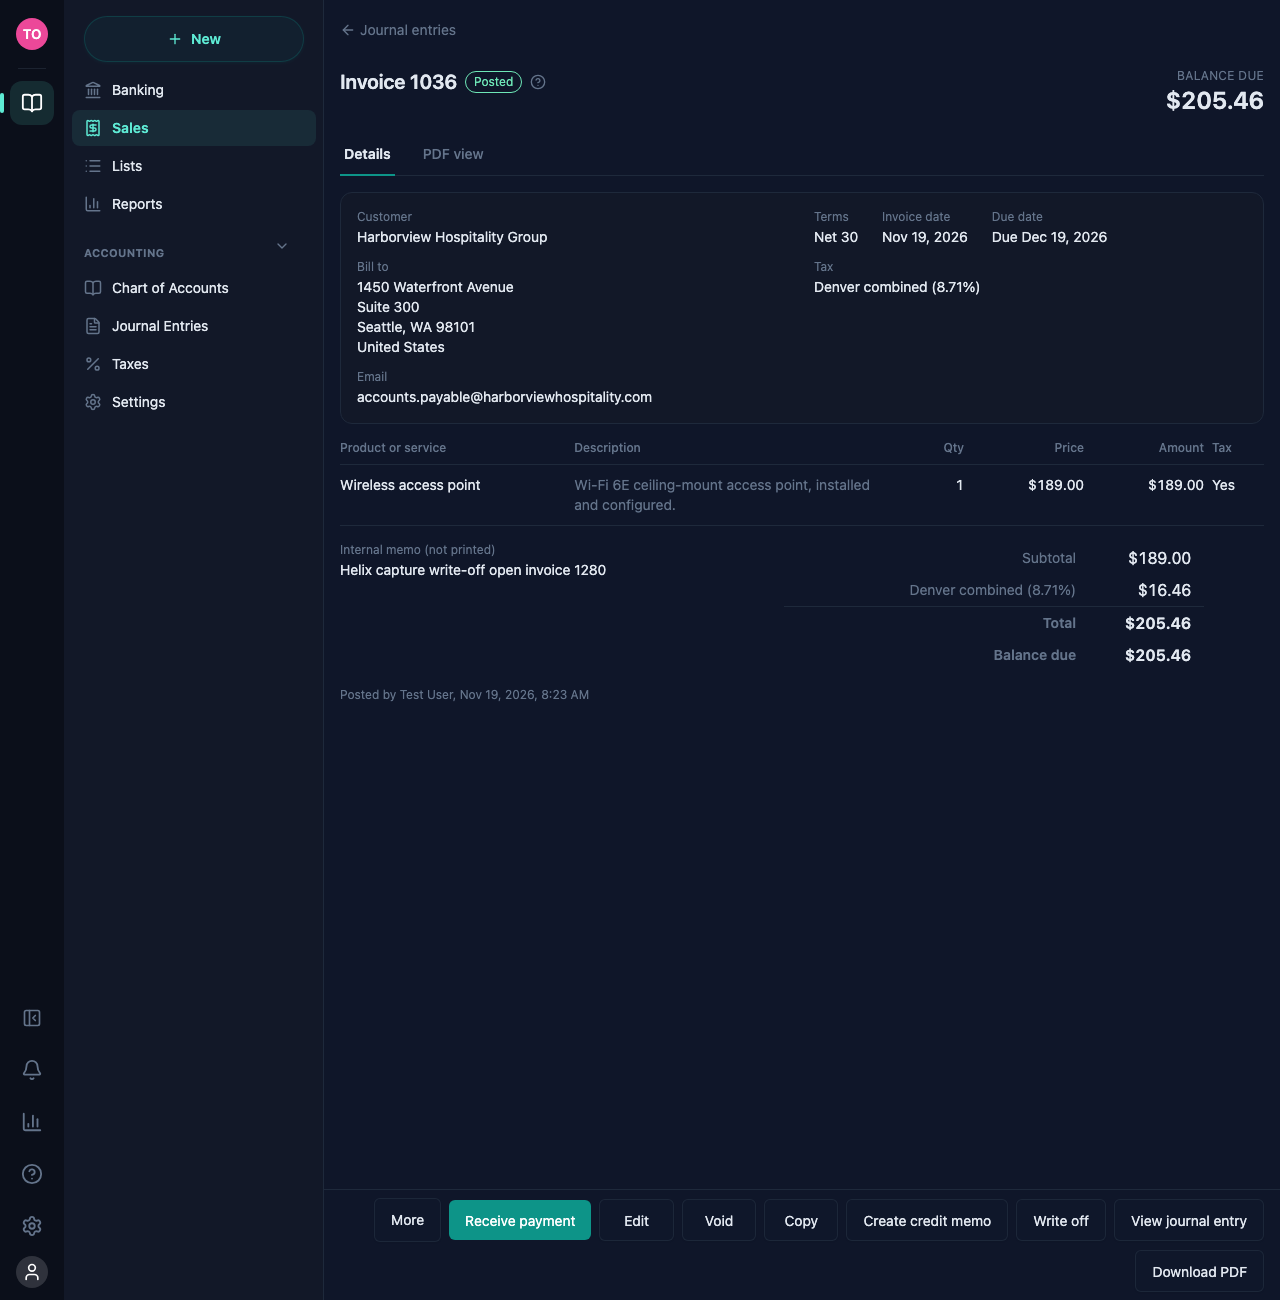 TO
New
Banking
Sales
Lists
Reports
ACCOUNTING
Chart of Accounts
Journal Entries
Taxes
Settings
Journal entries
Invoice 1036
Posted
BALANCE DUE
$205.46
Details
PDF view
Customer
Harborview Hospitality Group
Bill to
1450 Waterfront Avenue
Suite 300
Seattle, WA 98101
United States
Email
accounts.payable@harborviewhospitality.com
Terms
Net 30
Invoice date
Nov 19, 2026
Due date
Due Dec 19, 2026
Tax
Denver combined (8.71%)
Product or service Description Qty Price Amount Tax
Wireless access point Wi-Fi 6E ceiling-mount access point, installed 1 $189.00 $189.00 Yes
and configured.
Internal memo (not printed)
Helix capture write-off open invoice 1280
Subtotal $189.00
Denver combined (8.71%) $16.46
Total $205.46
Balance due $205.46
Posted by Test User, Nov 19, 2026, 8:23 AM
More
Receive payment
Edit
Void
Copy
Create credit memo
Write off
View journal entry
Download PDF